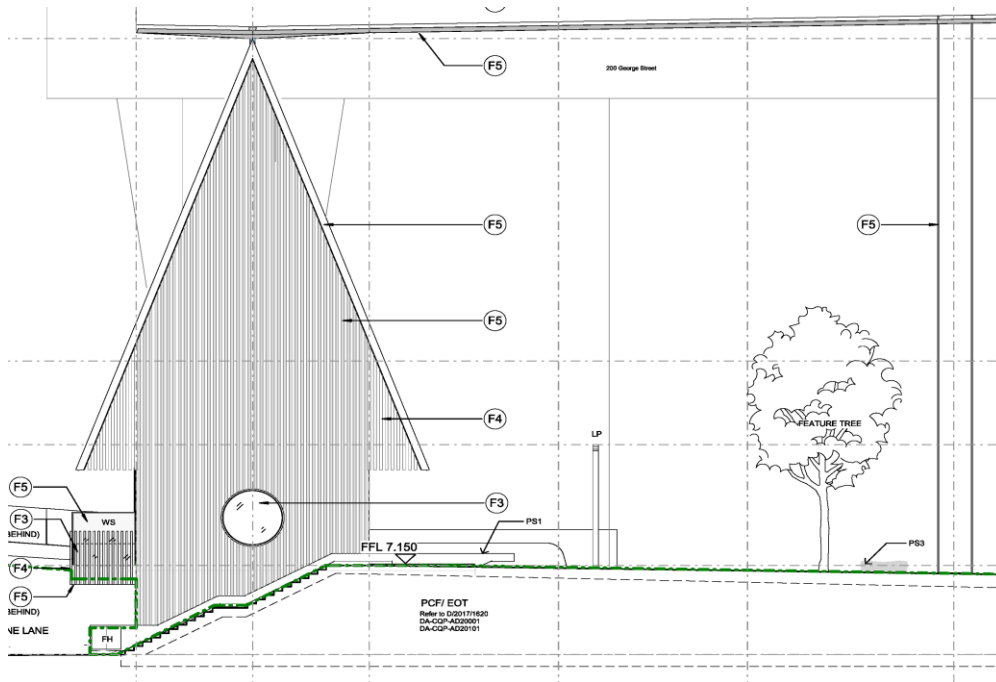 F5
200 George Street
F5
F5
F5
F4
LP
FEATURE TREE
F5
F3
F3
WS
BEHIND)
PS1
FFL 7.150
PS3
F4
F5
BEHIND)
PCF/ EOT
Refer to D/2017/1620
DA-CQP-AD20001
DA-CQP-AD20101
NE LANE
FH